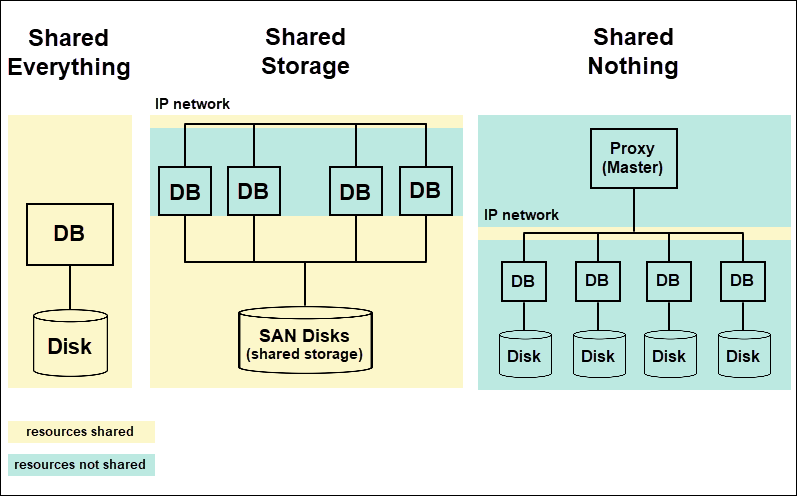 Shared
Everything
Shared
Storage
Shared
Nothing
IP network
DB
DB
DB
DB
SAN Disks
(shared storage)
DB
Disk
Proxy
(Master)
IP network
DB
DB
DB
DB
Disk
Disk
Disk
Disk
resources shared
resources not shared